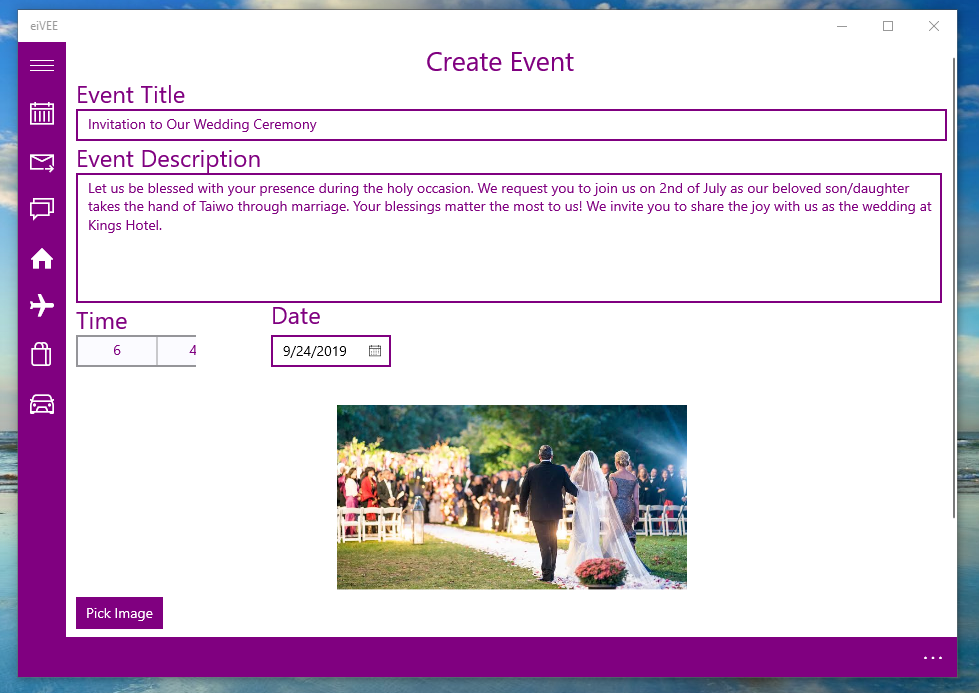 eiVEE
Create Event
Event Title
Invitation to Our Wedding Ceremony
Event Description
Let us be blessed with your presence during the holy occasion. We request you to join us on 2nd of July as our beloved son/daughter
takes the hand of Taiwo through marriage. Your blessings matter the most to us! We invite you to share the joy with us as the wedding at
Kings Hotel.
Time
Date
6 4
9/24/2019
Pick Image